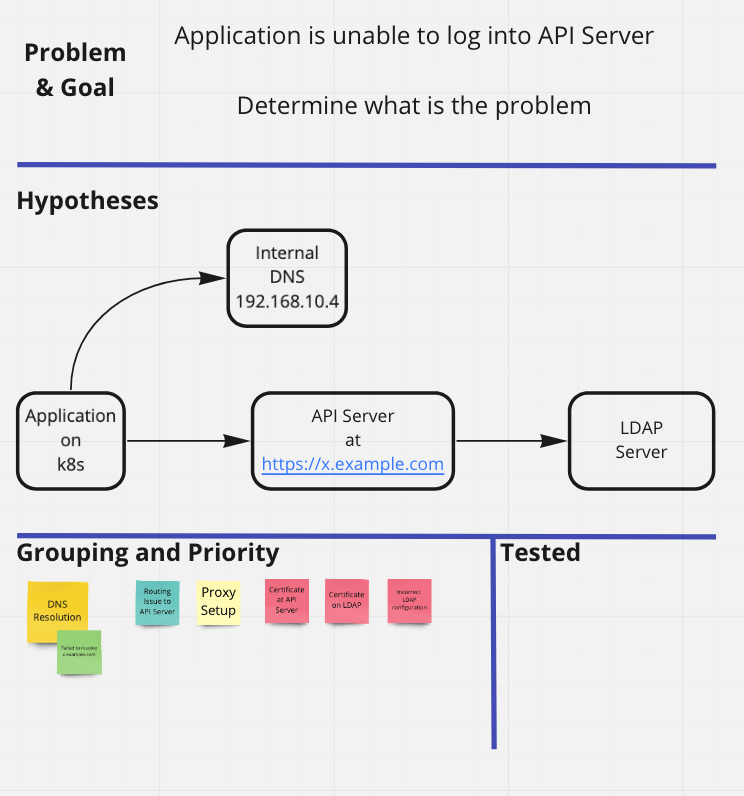 Problem
& Goal
Application is unable to log into API Server
Determine what is the problem
Hypotheses
Internal
DNS
192.168.10.4
Application
on
k8s
API Server
at
https://x.example.com
LDAP
Server
Grouping and Priority
Tested
DNS
Resolution
Failed to resolve
x.example.com
Routing
Issue to
API Server
Proxy
Setup
Certificate
at API
Server
Certificate
on LDAP
Incorrect
LDAP
configuration